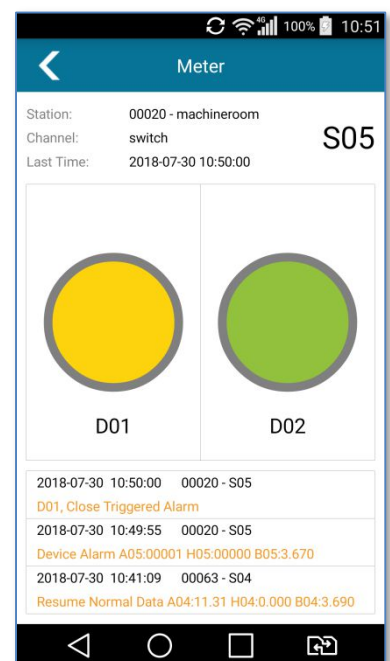 4G 100% 10:51
Meter
Station: 00020 - machineroom
Channel: switch
S05
Last Time: 2018-07-30 10:50:00
D01 D02
2018-07-30 10:50:00 00020 - S05
D01, Close Triggered Alarm
2018-07-30 10:49:55 00020 - S05
Device Alarm A05:00001 H05:00000 B05:3.670
2018-07-30 10:41:09 00063 - S04
Resume Normal Data A04:11.31 H04:0.000 B04:3.690